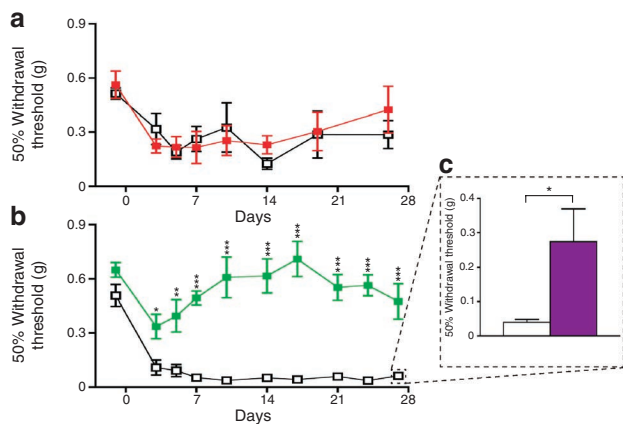 a
0.9
0.6
0.3
0
50% Withdrawal
threshold (g)
0 7 14 21 28
Days
b
0.9
0.6
0.3
0
50% Withdrawal
threshold (g)
* ** *** *** *** *** *** *** ***
0 7 14 21 28
Days
c
0.4
0.3
0.2
0.1
0
50% Withdrawal threshold (g)
*